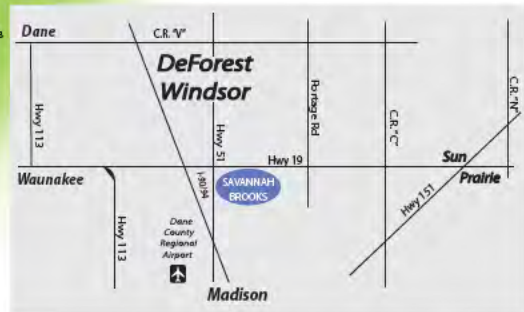 Dane
C.R. "V"
DeForest
Windsor
Hwy 113
Hwy 51
Portage Rd
C.R. "C"
C.R. "N"
Hwy 19
Sun
Prairie
Waunakee
I-90/94
SAVANNAH
BROOKS
Hwy 151
Hwy 113
Dane
County
Regional
Airport
Madison